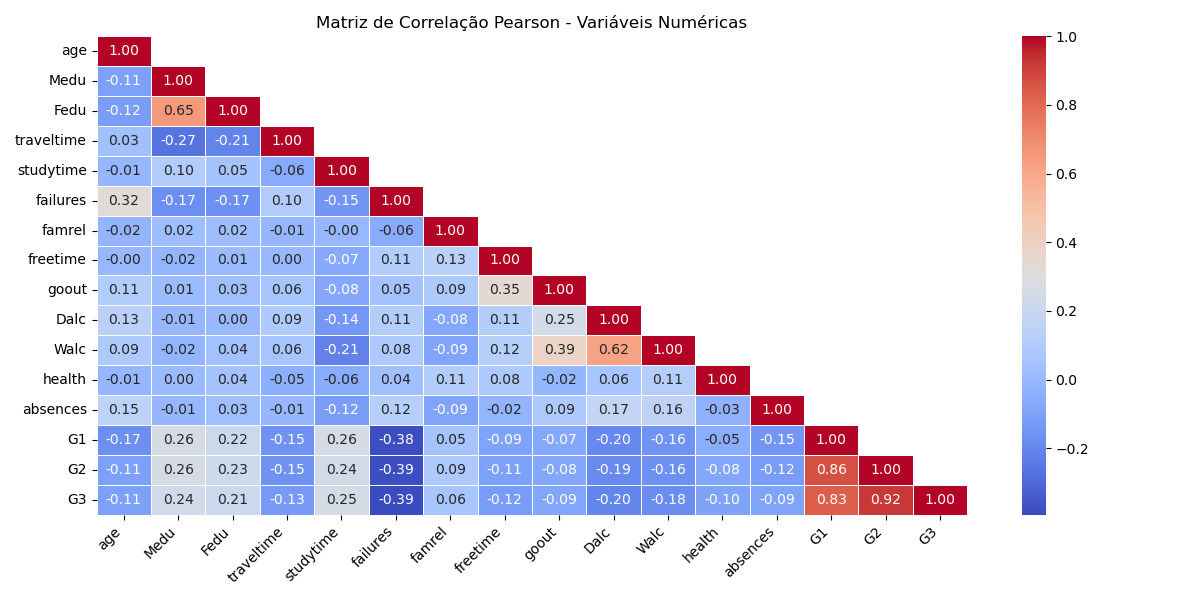 Matriz de Correlação Pearson - Variáveis Numéricas
age 1.00
Medu -0.11 1.00
Fedu -0.12 0.65 1.00
traveltime 0.03 -0.27 -0.21 1.00
studytime -0.01 0.10 0.05 -0.06 1.00
failures 0.32 -0.17 -0.17 0.10 -0.15 1.00
famrel -0.02 0.02 0.02 -0.01 -0.00 -0.06 1.00
freetime -0.00 -0.02 0.01 0.00 -0.07 0.11 0.13 1.00
goout 0.11 0.01 0.03 0.06 -0.08 0.05 0.09 0.35 1.00
Dalc 0.13 -0.01 0.00 0.09 -0.14 0.11 -0.08 0.11 0.25 1.00
Walc 0.09 -0.02 0.04 0.06 -0.21 0.08 -0.09 0.12 0.39 0.62 1.00
health -0.01 0.00 0.04 -0.05 -0.06 0.04 0.11 0.08 -0.02 0.06 0.11 1.00
absences 0.15 -0.01 0.03 -0.01 -0.12 0.12 -0.09 -0.02 0.09 0.17 0.16 -0.03 1.00
G1 -0.17 0.26 0.22 -0.15 0.26 -0.38 0.05 -0.09 -0.07 -0.20 -0.16 -0.05 -0.15 1.00
G2 -0.11 0.26 0.23 -0.15 0.24 -0.39 0.09 -0.11 -0.08 -0.19 -0.16 -0.08 -0.12 0.86 1.00
G3 -0.11 0.24 0.21 -0.13 0.25 -0.39 0.06 -0.12 -0.09 -0.20 -0.18 -0.10 -0.09 0.83 0.92 1.00
age Medu Fedu traveltime studytime failures famrel freetime goout Dalc Walc health absences G1 G2 G3
1.0
0.8
0.6
0.4
0.2
0.0
−0.2